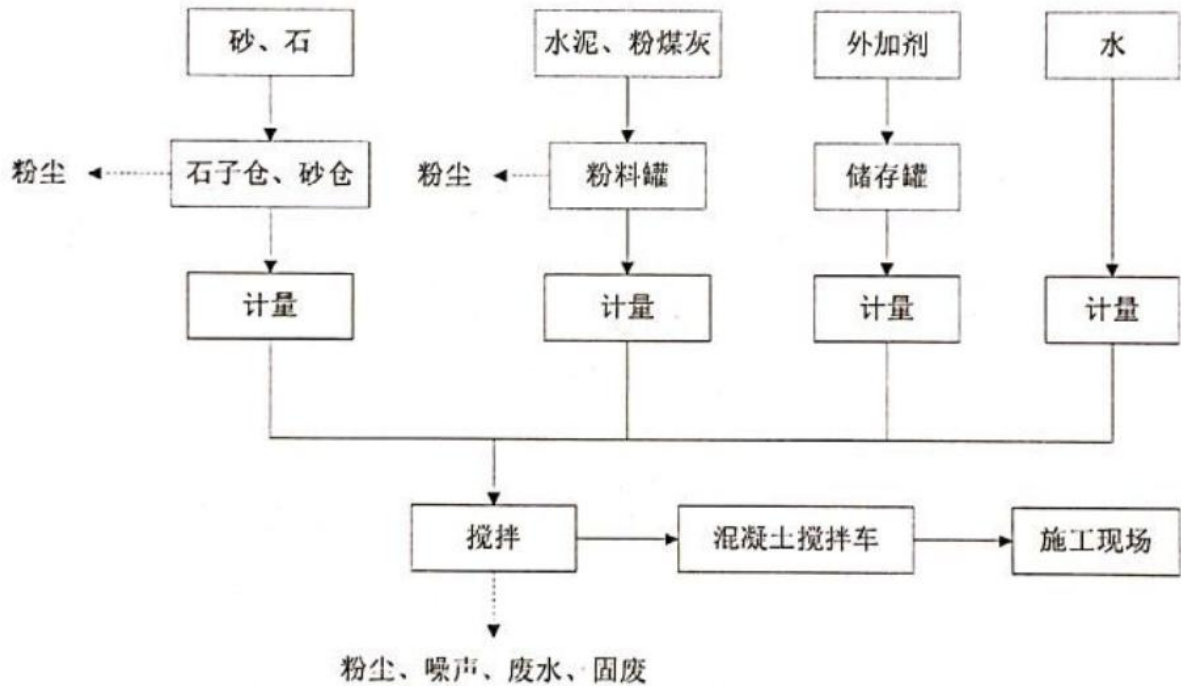 砂、石
水泥、粉煤灰
外加剂
水
粉尘
石子仓、砂仓
粉尘
粉料罐
储存罐
计量
计量
计量
计量
搅拌
混凝土搅拌车
施工现场
粉尘、噪声、废水、固废